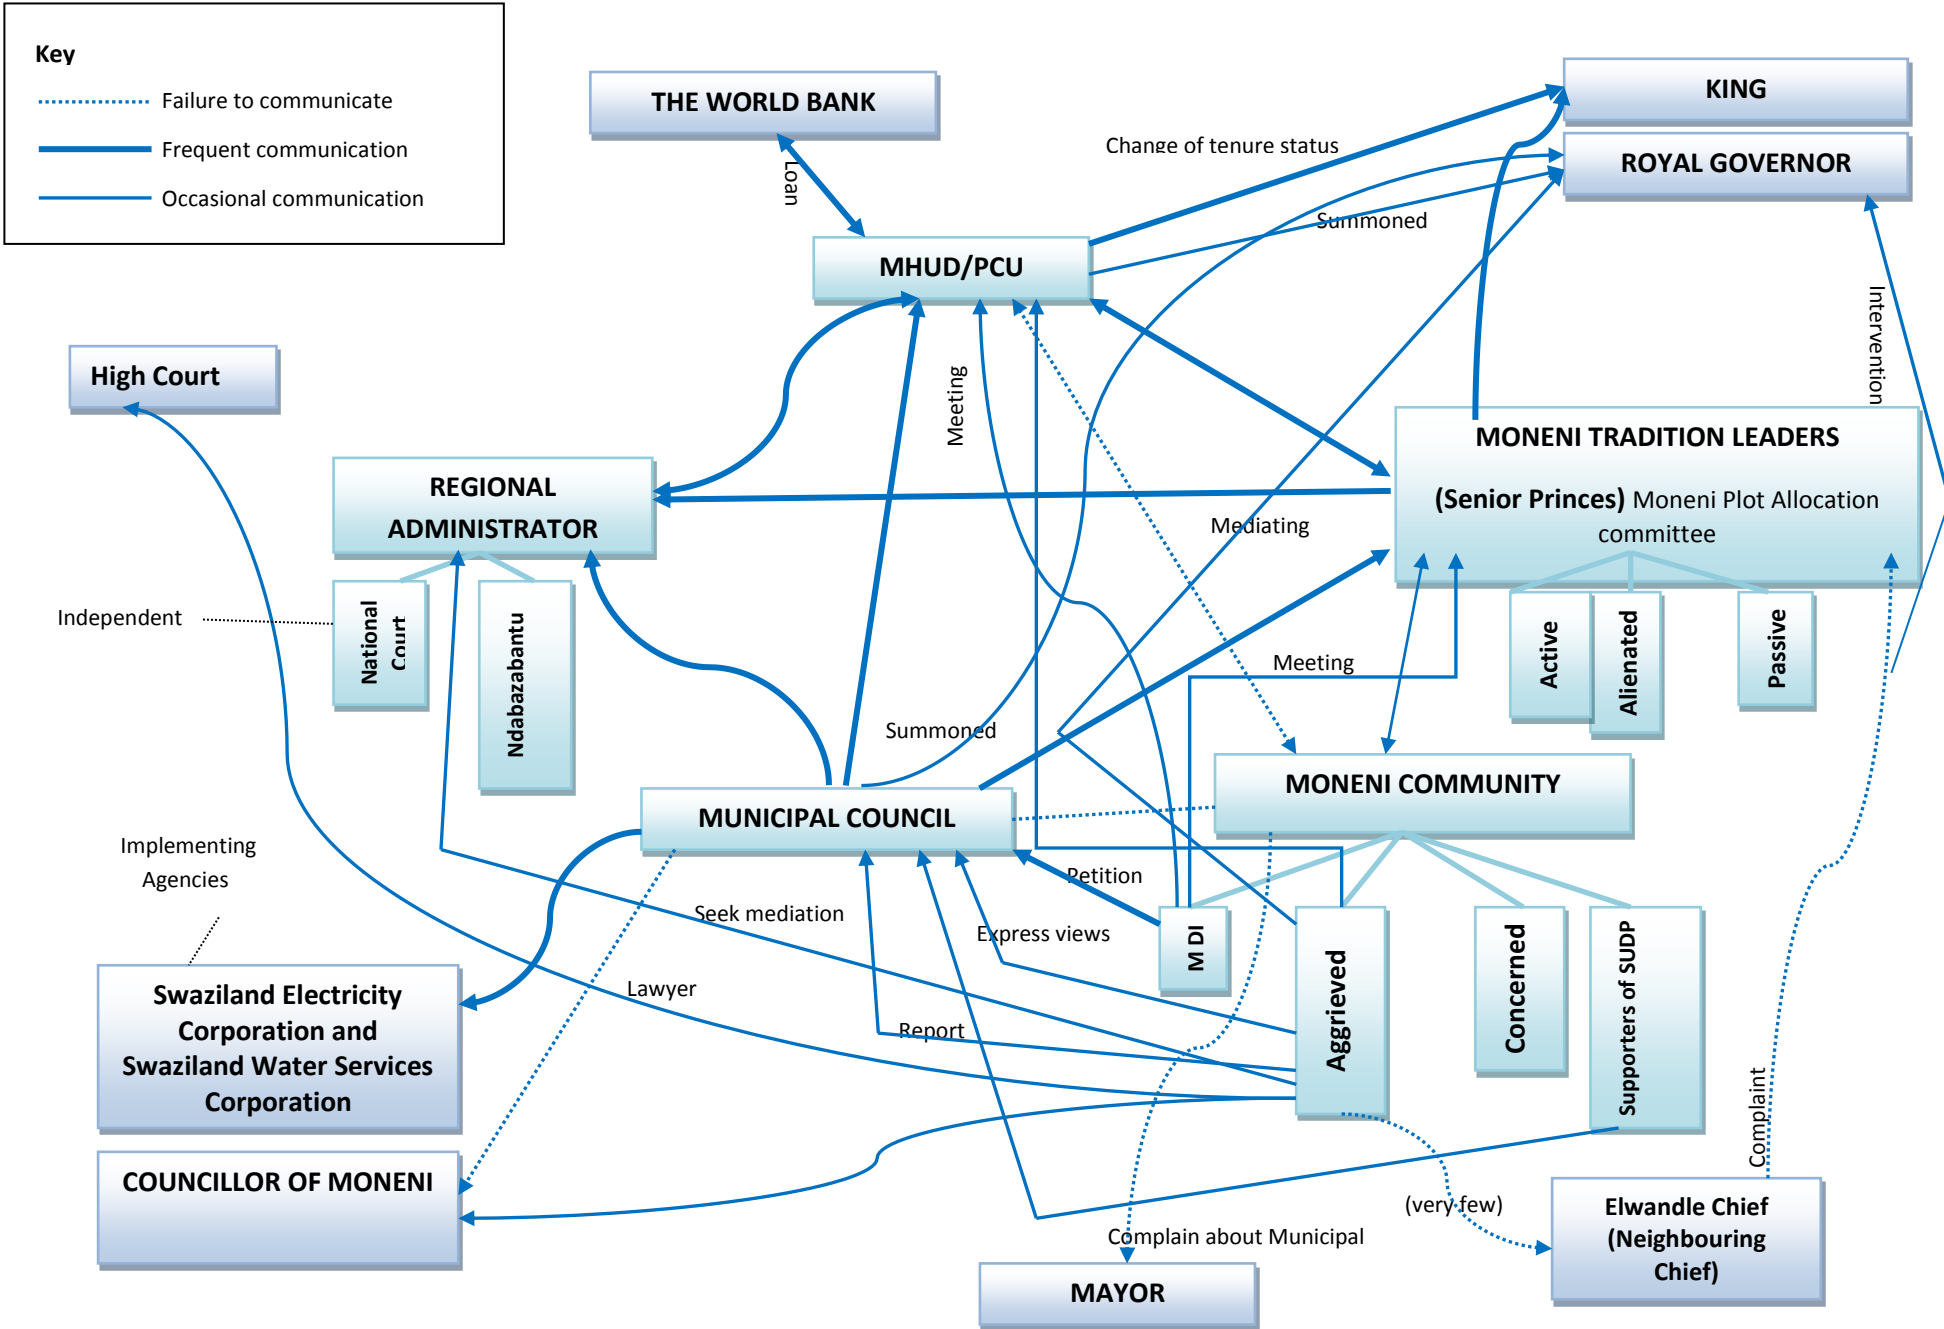 Key
Failure to communicate
Frequent communication
Occasional communication
THE WORLD BANK
KING
ROYAL GOVERNOR
Change of tenure status
Loan
Summoned
MHUD/PCU
Intervention
High Court
Meeting
MONENI TRADITION LEADERS
(Senior Princes) Moneni Plot Allocation
committee
REGIONAL
ADMINISTRATOR
Mediating
Independent
National
Court
Ndabazabantu
Active
Alienated
Passive
Meeting
Summoned
MONENI COMMUNITY
MUNICIPAL COUNCIL
Implementing
Agencies
Petition
Seek mediation
Express views
M DI
Aggrieved
Concerned
Supporters of SUDP
Swaziland Electricity
Corporation and
Swaziland Water Services
Corporation
Lawyer
Report
COUNCILLOR OF MONENI
Complaint
(very few)
Elwandle Chief
(Neighbouring
Chief)
Complain about Municipal
MAYOR